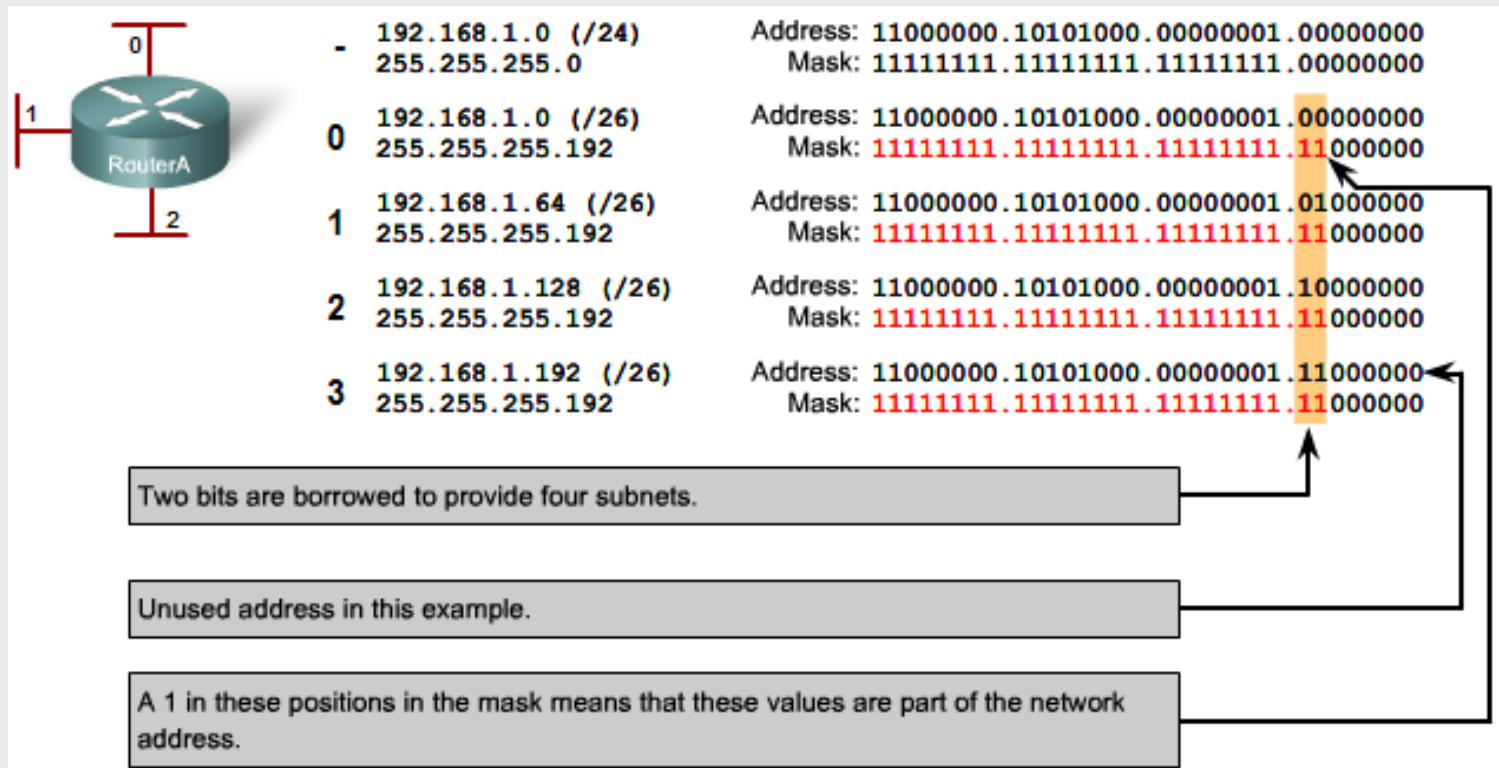 0
1
RouterA
2
- 192.168.1.0 (/24) Address: 11000000.10101000.00000001.00000000
255.255.255.0 Mask: 11111111.11111111.11111111.00000000
0 192.168.1.0 (/26) Address: 11000000.10101000.00000001.00000000
255.255.255.192 Mask: 11111111.11111111.11111111.11000000
1 192.168.1.64 (/26) Address: 11000000.10101000.00000001.01000000
255.255.255.192 Mask: 11111111.11111111.11111111.11000000
2 192.168.1.128 (/26) Address: 11000000.10101000.00000001.10000000
255.255.255.192 Mask: 11111111.11111111.11111111.11000000
3 192.168.1.192 (/26) Address: 11000000.10101000.00000001.11000000
255.255.255.192 Mask: 11111111.11111111.11111111.11000000
Two bits are borrowed to provide four subnets.
Unused address in this example.
A 1 in these positions in the mask means that these values are part of the network
address.